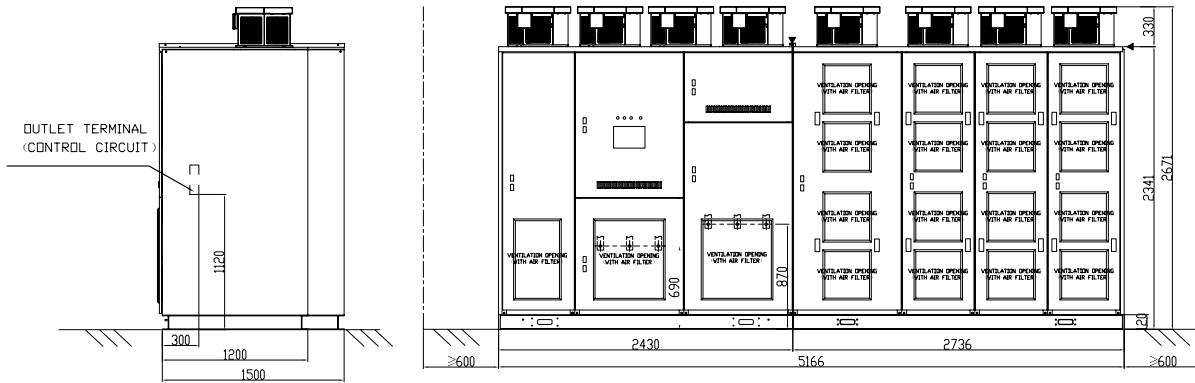 OUTLET TERMINAL
(CONTROL CIRCUIT)
1120
300
1200
1500
VENTILATION OPENING
WITH AIR FILTER)
VENTILATION OPENING
(WITH AIR FILTER)
690
VENTILATION OPENING
(WITH AIR FILTER)
870
VENTILATION OPENING
(WITH AIR FILTER)
VENTILATION OPENING
(WITH AIR FILTER)
VENTILATION OPENING
(WITH AIR FILTER)
VENTILATION OPENING
(WITH AIR FILTER)
VENTILATION OPENING
WITH AIR FILTER)
VENTILATION OPENING
WITH AIR FILTER)
VENTILATION OPENING
WITH AIR FILTER)
VENTILATION OPENING
WITH AIR FILTER)
VENTILATION OPENING
WITH AIR FILTER)
VENTILATION OPENING
WITH AIR FILTER)
VENTILATION OPENING
WITH AIR FILTER)
VENTILATION OPENING
WITH AIR FILTER)
VENTILATION OPENING
WITH AIR FILTER)
VENTILATION OPENING
WITH AIR FILTER)
VENTILATION OPENING
WITH AIR FILTER)
VENTILATION OPENING
WITH AIR FILTER)
330
2341
2671
2430
2736
≥600
5166
≥600